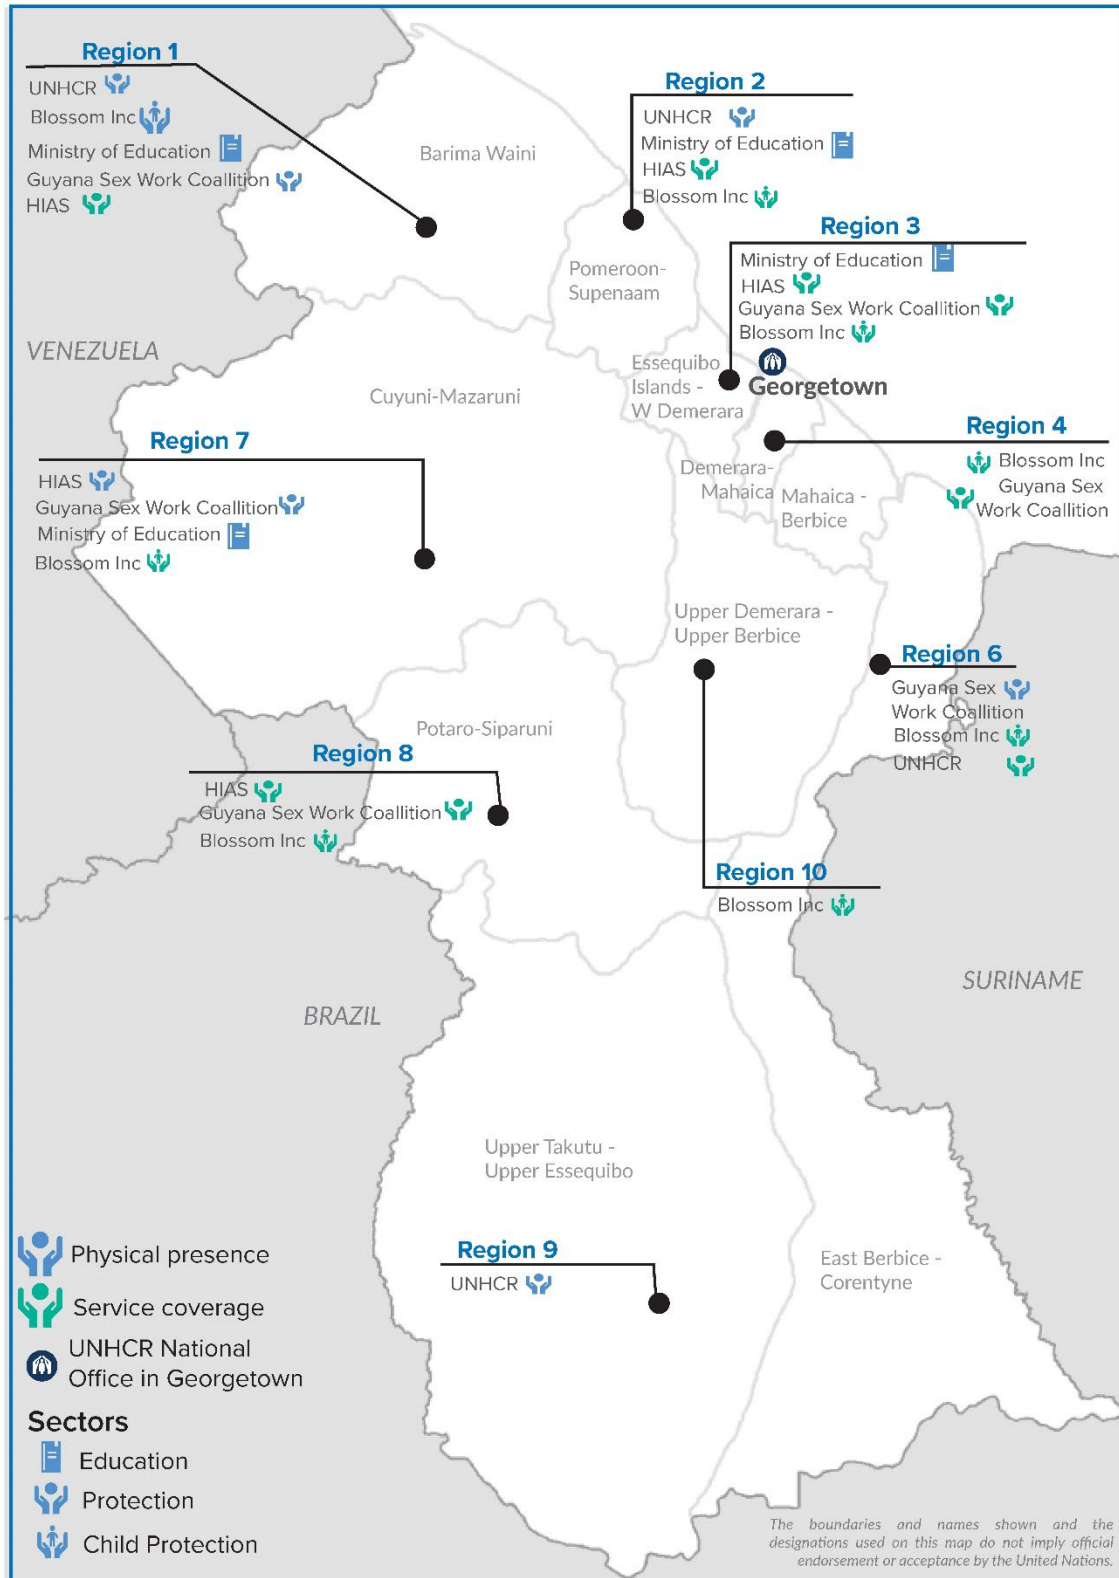 Region 1
UNHCR
Blossom Inc
Ministry of Education
Guyana Sex Work Coalition
HIAS
Region 2
UNHCR
Ministry of Education
HIAS
Blossom Inc
Region 3
Ministry of Education
HIAS
Guyana Sex Work Coallition
Blossom Inc
Barima Waini
Pomeroon-
Supenaam
VENEZUELA
Essequibo
Islands -
W Demerara
Georgetown
Cuyuni-Mazaruni
Region 4
Blossom Inc
Guyana Sex
Work Coalition
Demerara-
Mahaica
Mahaica -
Berbice
Region 7
HIAS
Guyana Sex Work Coallition
Ministry of Education
Blossom Inc
Upper Demerara -
Upper Berbice
Region 6
Guyana Sex
Work Coalition
Blossom Inc
UNHCR
Potaro-Siparuni
Region 8
HIAS
Guyana Sex Work Coallition
Blossom Inc
Region 10
Blossom Inc
SURINAME
BRAZIL
Upper Takutu -
Upper Essequibo
Region 9
UNHCR
East Berbice -
Corentyne
Physical presence
Service coverage
UNHCR National
Office in Georgetown
Sectors
Education
Protection
Child Protection
The boundaries and names shown and the
designations used on this map do not imply official
endorsement or acceptance by the United Nations.